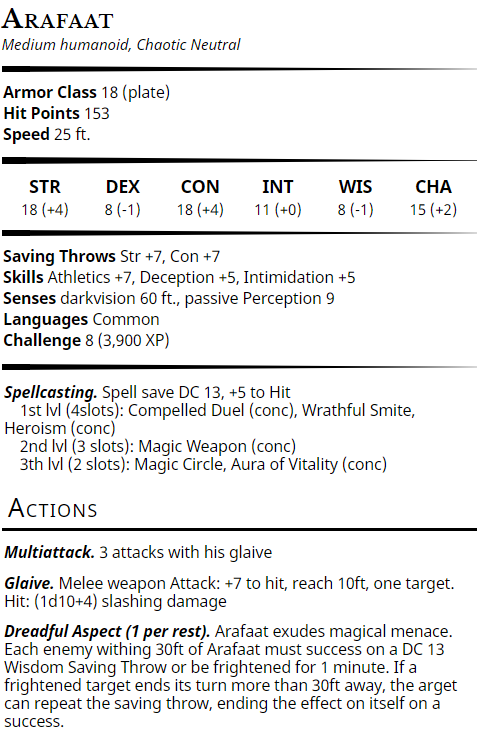 ARAFAAT
Medium humanoid, Chaotic Neutral
Armor Class 18 (plate)
Hit Points 153
Speed 25 ft.
STR DEX CON INT WIS CHA
18 (+4) 8 (-1) 18 (+4) 11 (+0) 8 (-1) 15 (+2)
Saving Throws Str +7, Con +7
Skills Athletics +7, Deception +5, Intimidation +5
Senses darkvision 60 ft., passive Perception 9
Languages Common
Challenge 8 (3,900 XP)
Spellcasting. Spell save DC 13, +5 to Hit
1st lvl (4slots): Compelled Duel (conc), Wrathful Smite,
Heroism (conc)
2nd lvl (3 slots): Magic Weapon (conc)
3th lvl (2 slots): Magic Circle, Aura of Vitality (conc)
ACTIONS
Multiattack. 3 attacks with his glaive
Glaive. Melee weapon Attack: +7 to hit, reach 10ft, one target.
Hit: (1d10+4) slashing damage
Dreadful Aspect (1 per rest). Arafaat exudes magical menace.
Each enemy withing 30ft of Arafaat must success on a DC 13
Wisdom Saving Throw or be frightened for 1 minute. If a
frightened target ends its turn more than 30ft away, the arget
can repeat the saving throw, ending the effect on itself on a
success.